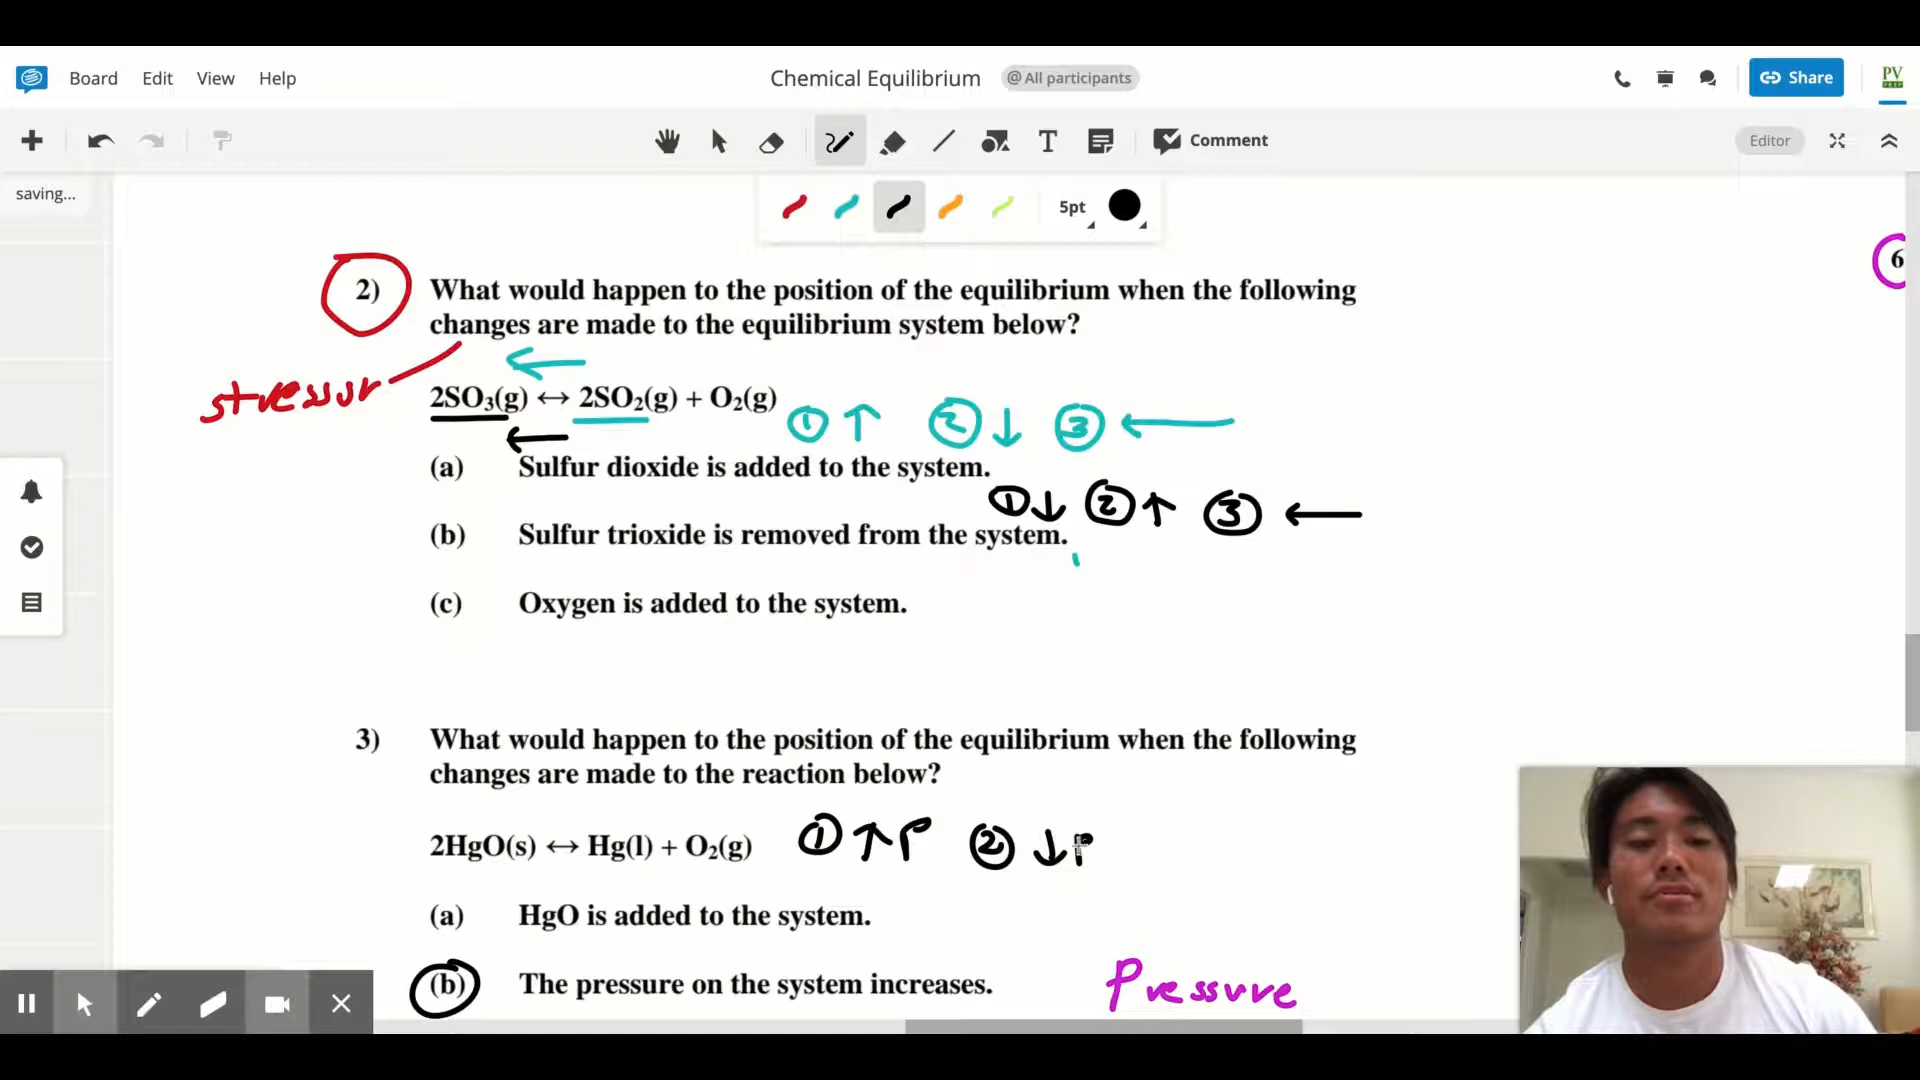 Board Edit View Help Chemical Equilibrium @ All participants Share PV PREP
Comment Editor
saving...
5pt
6
2) What would happen to the position of the equilibrium when the following
changes are made to the equilibrium system below?
stressur
2SO₃(g) ↔ 2SO₂(g) + O₂(g)
① ↑ ② ↓ ③ ←
(a) Sulfur dioxide is added to the system.
① ↓ ② ↑ ③ ←
(b) Sulfur trioxide is removed from the system.
(c) Oxygen is added to the system.
3) What would happen to the position of the equilibrium when the following
changes are made to the reaction below?
2HgO(s) ↔ Hg(l) + O₂(g) ① ↑ P ② ↓ P
(a) HgO is added to the system.
(b) The pressure on the system increases. Pressure